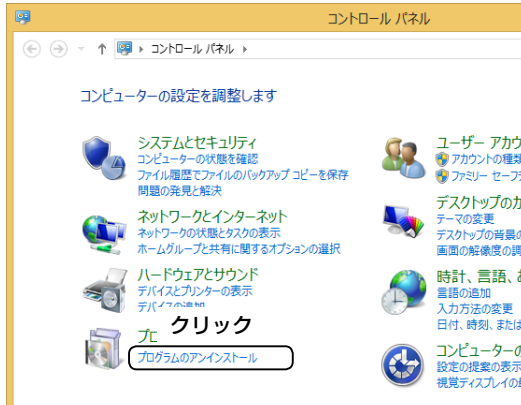 コントロール パネル
コントロール パネル
コンピューターの設定を調整します
システムとセキュリティ
コンピューターの状態を確認
ファイル履歴でファイルのバックアップ コピーを保存
問題の発見と解決
ネットワークとインターネット
ネットワークの状態とタスクの表示
ホームグループと共有に関するオプションの選択
ハードウェアとサウンド
デバイスとプリンターの表示
デバイスの追加
プロ
クリック
プログラムのアンインストール
ユーザー アカウ
アカウントの種類
ファミリー セーフ
デスクトップのカ
テーマの変更
デスクトップの背景の
画面の解像度の調
時計、言語、お
言語の追加
入力方法の変更
日付、時刻、または
コンピューターの
設定の提案の表示
視覚ディスプレイの